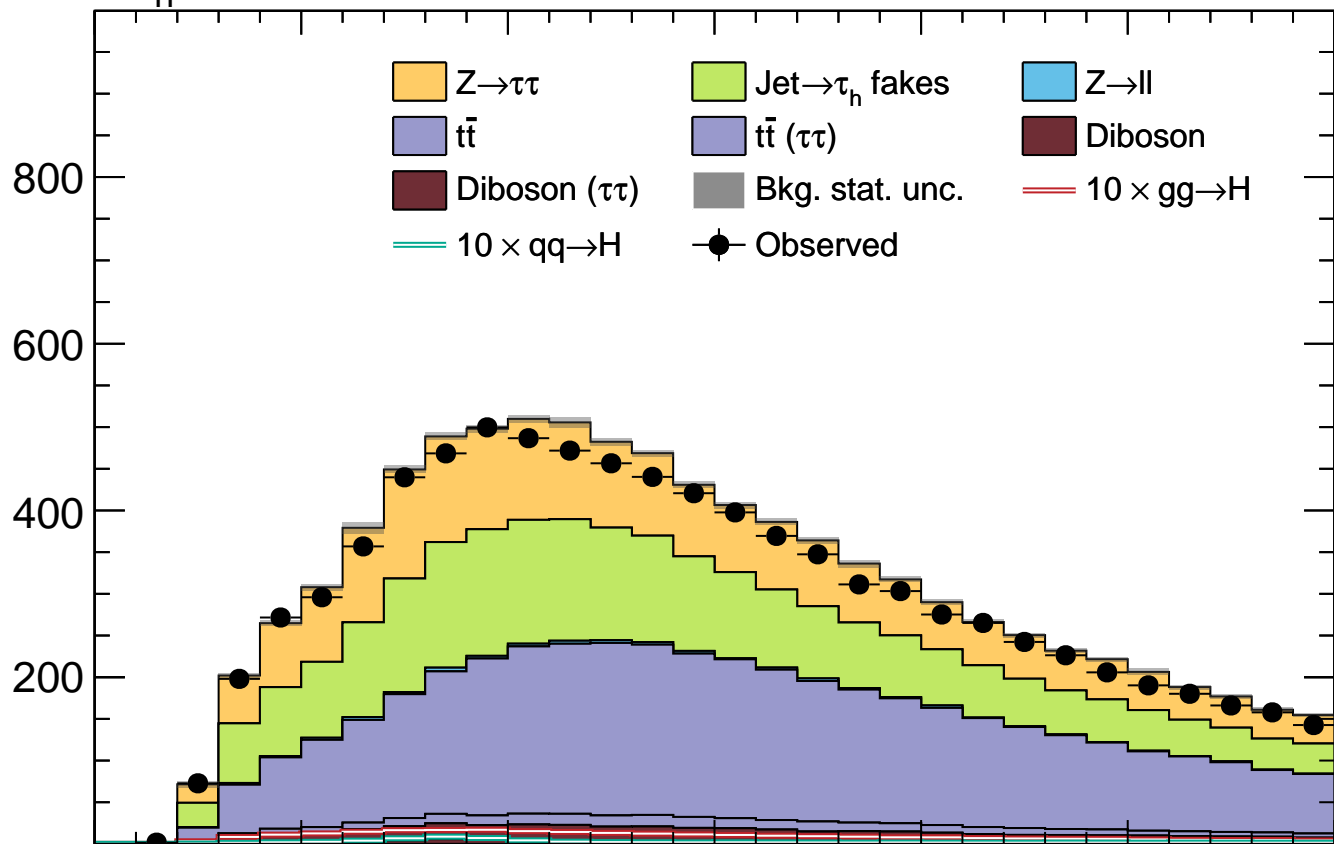 Z→ττ Jet→τh fakes Z→ll
tt̄ tt̄ (ττ) Diboson
Diboson (ττ) Bkg. stat. unc. 10 × gg→H
10 × qq→H Observed
800
600
400
200